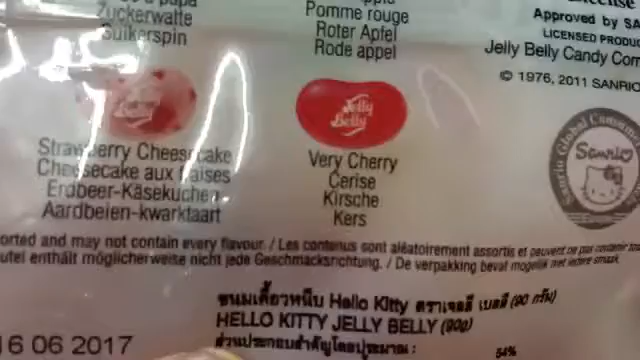 Zuckerwatte
Suikerspin
Pomme rouge
Roter Apfel
Rode appel
Approved by SA
LICENSED PRODU
Jelly Belly Candy Com
© 1976, 2011 SANRIO
Jelly Belly
Sanrio
Strawberry Cheesecake
Cheesecake aux fraises
Erdbeer-Käsekuchen
Aardbeien-kwarktaart
Very Cherry
Cerise
Kirsche
Kers
orted and may not contain every flavour. / Les contenus sont aléatoirement assortis et peuvent ne pas contenir
utel enthält möglicherweise nicht jede Geschmacksrichtung. / De verpakking bevat mogelijk niet iedere smaak.
ขนมเคี้ยวหนึบ Hello Kitty ตราเจลลี เบลลี (90 กรัม)
HELLO KITTY JELLY BELLY (90g)
ส่วนประกอบสำคัญโดยประมาณ :
54%
16 06 2017